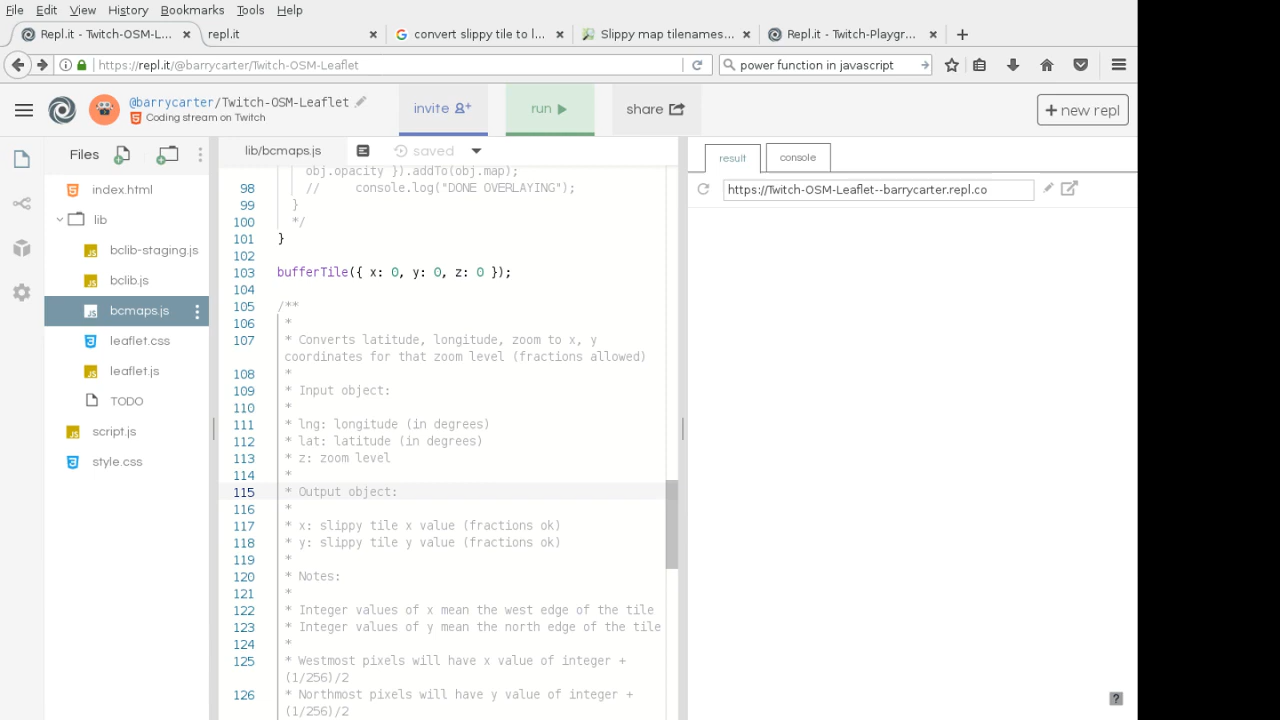 File Edit View History Bookmarks Tools Help
Repl.it - Twitch-OSM-L... × repl.it × convert slippy tile to l... × Slippy map tilenames... × Repl.it - Twitch-Playgr... ×
https://repl.it/@barrycarter/Twitch-OSM-Leaflet power function in javascript
@barrycarter/Twitch-OSM-Leaflet
Coding stream on Twitch
invite
run
share
+ new repl
Files
index.html
lib
bclib-staging.js
bclib.js
bcmaps.js
leaflet.css
leaflet.js
TODO
script.js
style.css
lib/bcmaps.js saved
obj.opacity }).addTo(obj.map);
98 // console.log("DONE OVERLAYING");
99 }
100 */
101 }
102
103 bufferTile({ x: 0, y: 0, z: 0 });
104
105 /**
106 *
107 * Converts latitude, longitude, zoom to x, y
coordinates for that zoom level (fractions allowed)
108 *
109 * Input object:
110 *
111 * lng: longitude (in degrees)
112 * lat: latitude (in degrees)
113 * z: zoom level
114 *
115 * Output object:
116 *
117 * x: slippy tile x value (fractions ok)
118 * y: slippy tile y value (fractions ok)
119 *
120 * Notes:
121 *
122 * Integer values of x mean the west edge of the tile
123 * Integer values of y mean the north edge of the tile
124 *
125 * Westmost pixels will have x value of integer +
(1/256)/2
126 * Northmost pixels will have y value of integer +
(1/256)/2
result console
https://Twitch-OSM-Leaflet--barrycarter.repl.co
?